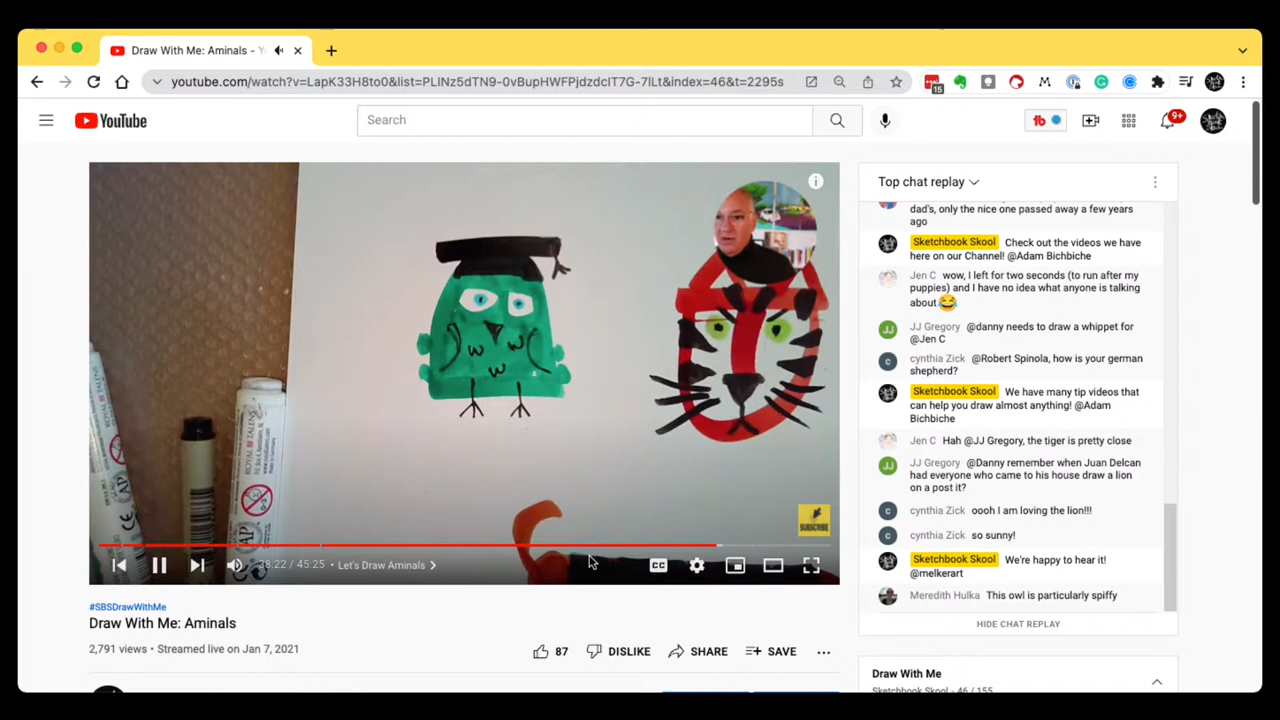 Draw With Me: Aminals - Y
youtube.com/watch?v=LapK33H8to0&list=PLlNz5dTN9-0vBupHWFPjdzdcIT7G-7lLt&index=46&t=2295s
15
YouTube
Search
9+
SUBSCRIBE
38:22 / 45:25 • Let's Draw Aminals
CC
#SBSDrawWithMe
Draw With Me: Aminals
2,791 views • Streamed live on Jan 7, 2021
87
DISLIKE
SHARE
SAVE
Top chat replay
dad's, only the nice one passed away a few years
ago
Sketchbook Skool Check out the videos we have
here on our Channel! @Adam Bichbiche
Jen C wow, I left for two seconds (to run after my
puppies) and I have no idea what anyone is talking
about😂
JJ Gregory @danny needs to draw a whippet for
@Jen C
cynthia Zick @Robert Spinola, how is your german
shepherd?
Sketchbook Skool We have many tip videos that
can help you draw almost anything! @Adam
Bichbiche
Jen C Hah @JJ Gregory, the tiger is pretty close
JJ Gregory @Danny remember when Juan Delcan
had everyone who came to his house draw a lion
on a post it?
cynthia Zick oooh I am loving the lion!!!
cynthia Zick so sunny!
Sketchbook Skool We're happy to hear it!
@melkerart
Meredith Hulka This owl is particularly spiffy
HIDE CHAT REPLAY
Draw With Me
Sketchbook Skool - 46 / 155